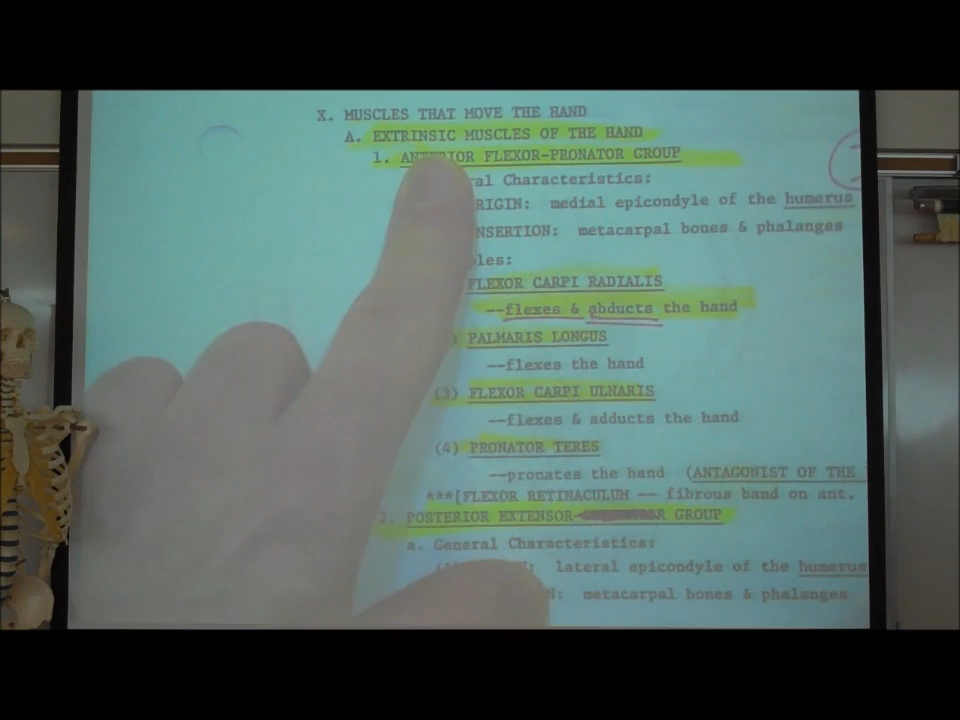 X. MUSCLES THAT MOVE THE HAND
A. EXTRINSIC MUSCLES OF THE HAND
1. ANTERIOR FLEXOR-PRONATOR GROUP
ral Characteristics:
RIGIN: medial epicondyle of the humerus
NSERTION: metacarpal bones & phalanges
les:
FLEXOR CARPI RADIALIS
--flexes & abducts the hand
) PALMARIS LONGUS
--flexes the hand
(3) FLEXOR CARPI ULNARIS
--flexes & adducts the hand
(4) PRONATOR TERES
--pronates the hand (ANTAGONIST OF THE
***[FLEXOR RETINACULUM -- fibrous band on ant.
2. POSTERIOR EXTENSOR- R GROUP
a. General Characteristics:
N: lateral epicondyle of the humerus
N: metacarpal bones & phalanges